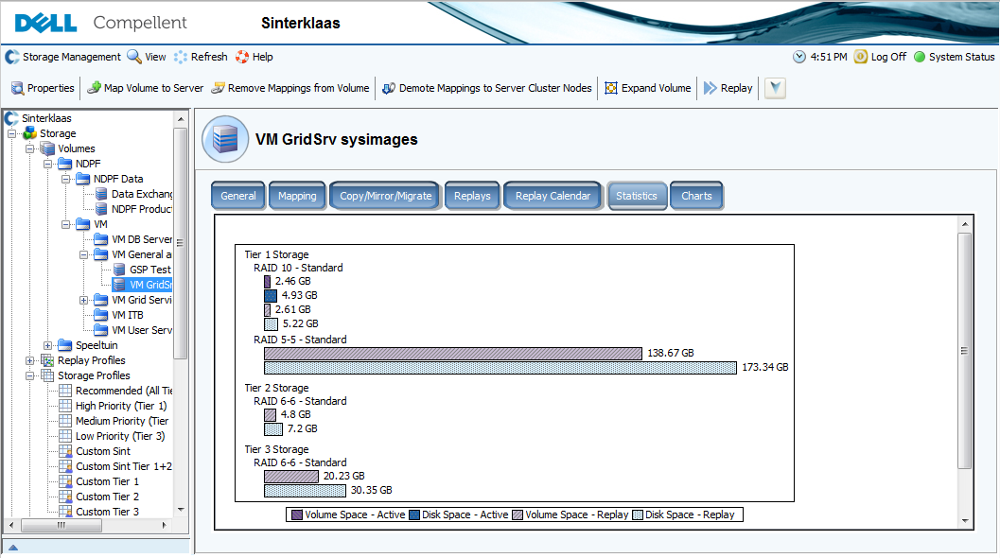 DELL Compellent Sinterklaas
Storage Management View Refresh Help 4:51 PM Log Off System Status
Properties Map Volume to Server Remove Mappings from Volume Demote Mappings to Server Cluster Nodes Expand Volume Replay
Sinterklaas
Storage
Volumes
NDPF
NDPF Data
Data Exchang
NDPF Produc
VM
VM DB Server
VM General a
GSP Test
VM GridSr
VM Grid Servi
VM ITB
VM User Serv
Speeltuin
Replay Profiles
Storage Profiles
Recommended (All Tie
High Priority (Tier 1)
Medium Priority (Tier
Low Priority (Tier 3)
Custom Sint
Custom Sint Tier 1+2
Custom Tier 1
Custom Tier 2
Custom Tier 3
VM GridSrv sysimages
General Mapping Copy/Mirror/Migrate Replays Replay Calendar Statistics Charts
Tier 1 Storage
RAID 10 - Standard
2.46 GB
4.93 GB
2.61 GB
5.22 GB
RAID 5-5 - Standard
138.67 GB
173.34 GB
Tier 2 Storage
RAID 6-6 - Standard
4.8 GB
7.2 GB
Tier 3 Storage
RAID 6-6 - Standard
20.23 GB
30.35 GB
Volume Space - Active Disk Space - Active Volume Space - Replay Disk Space - Replay